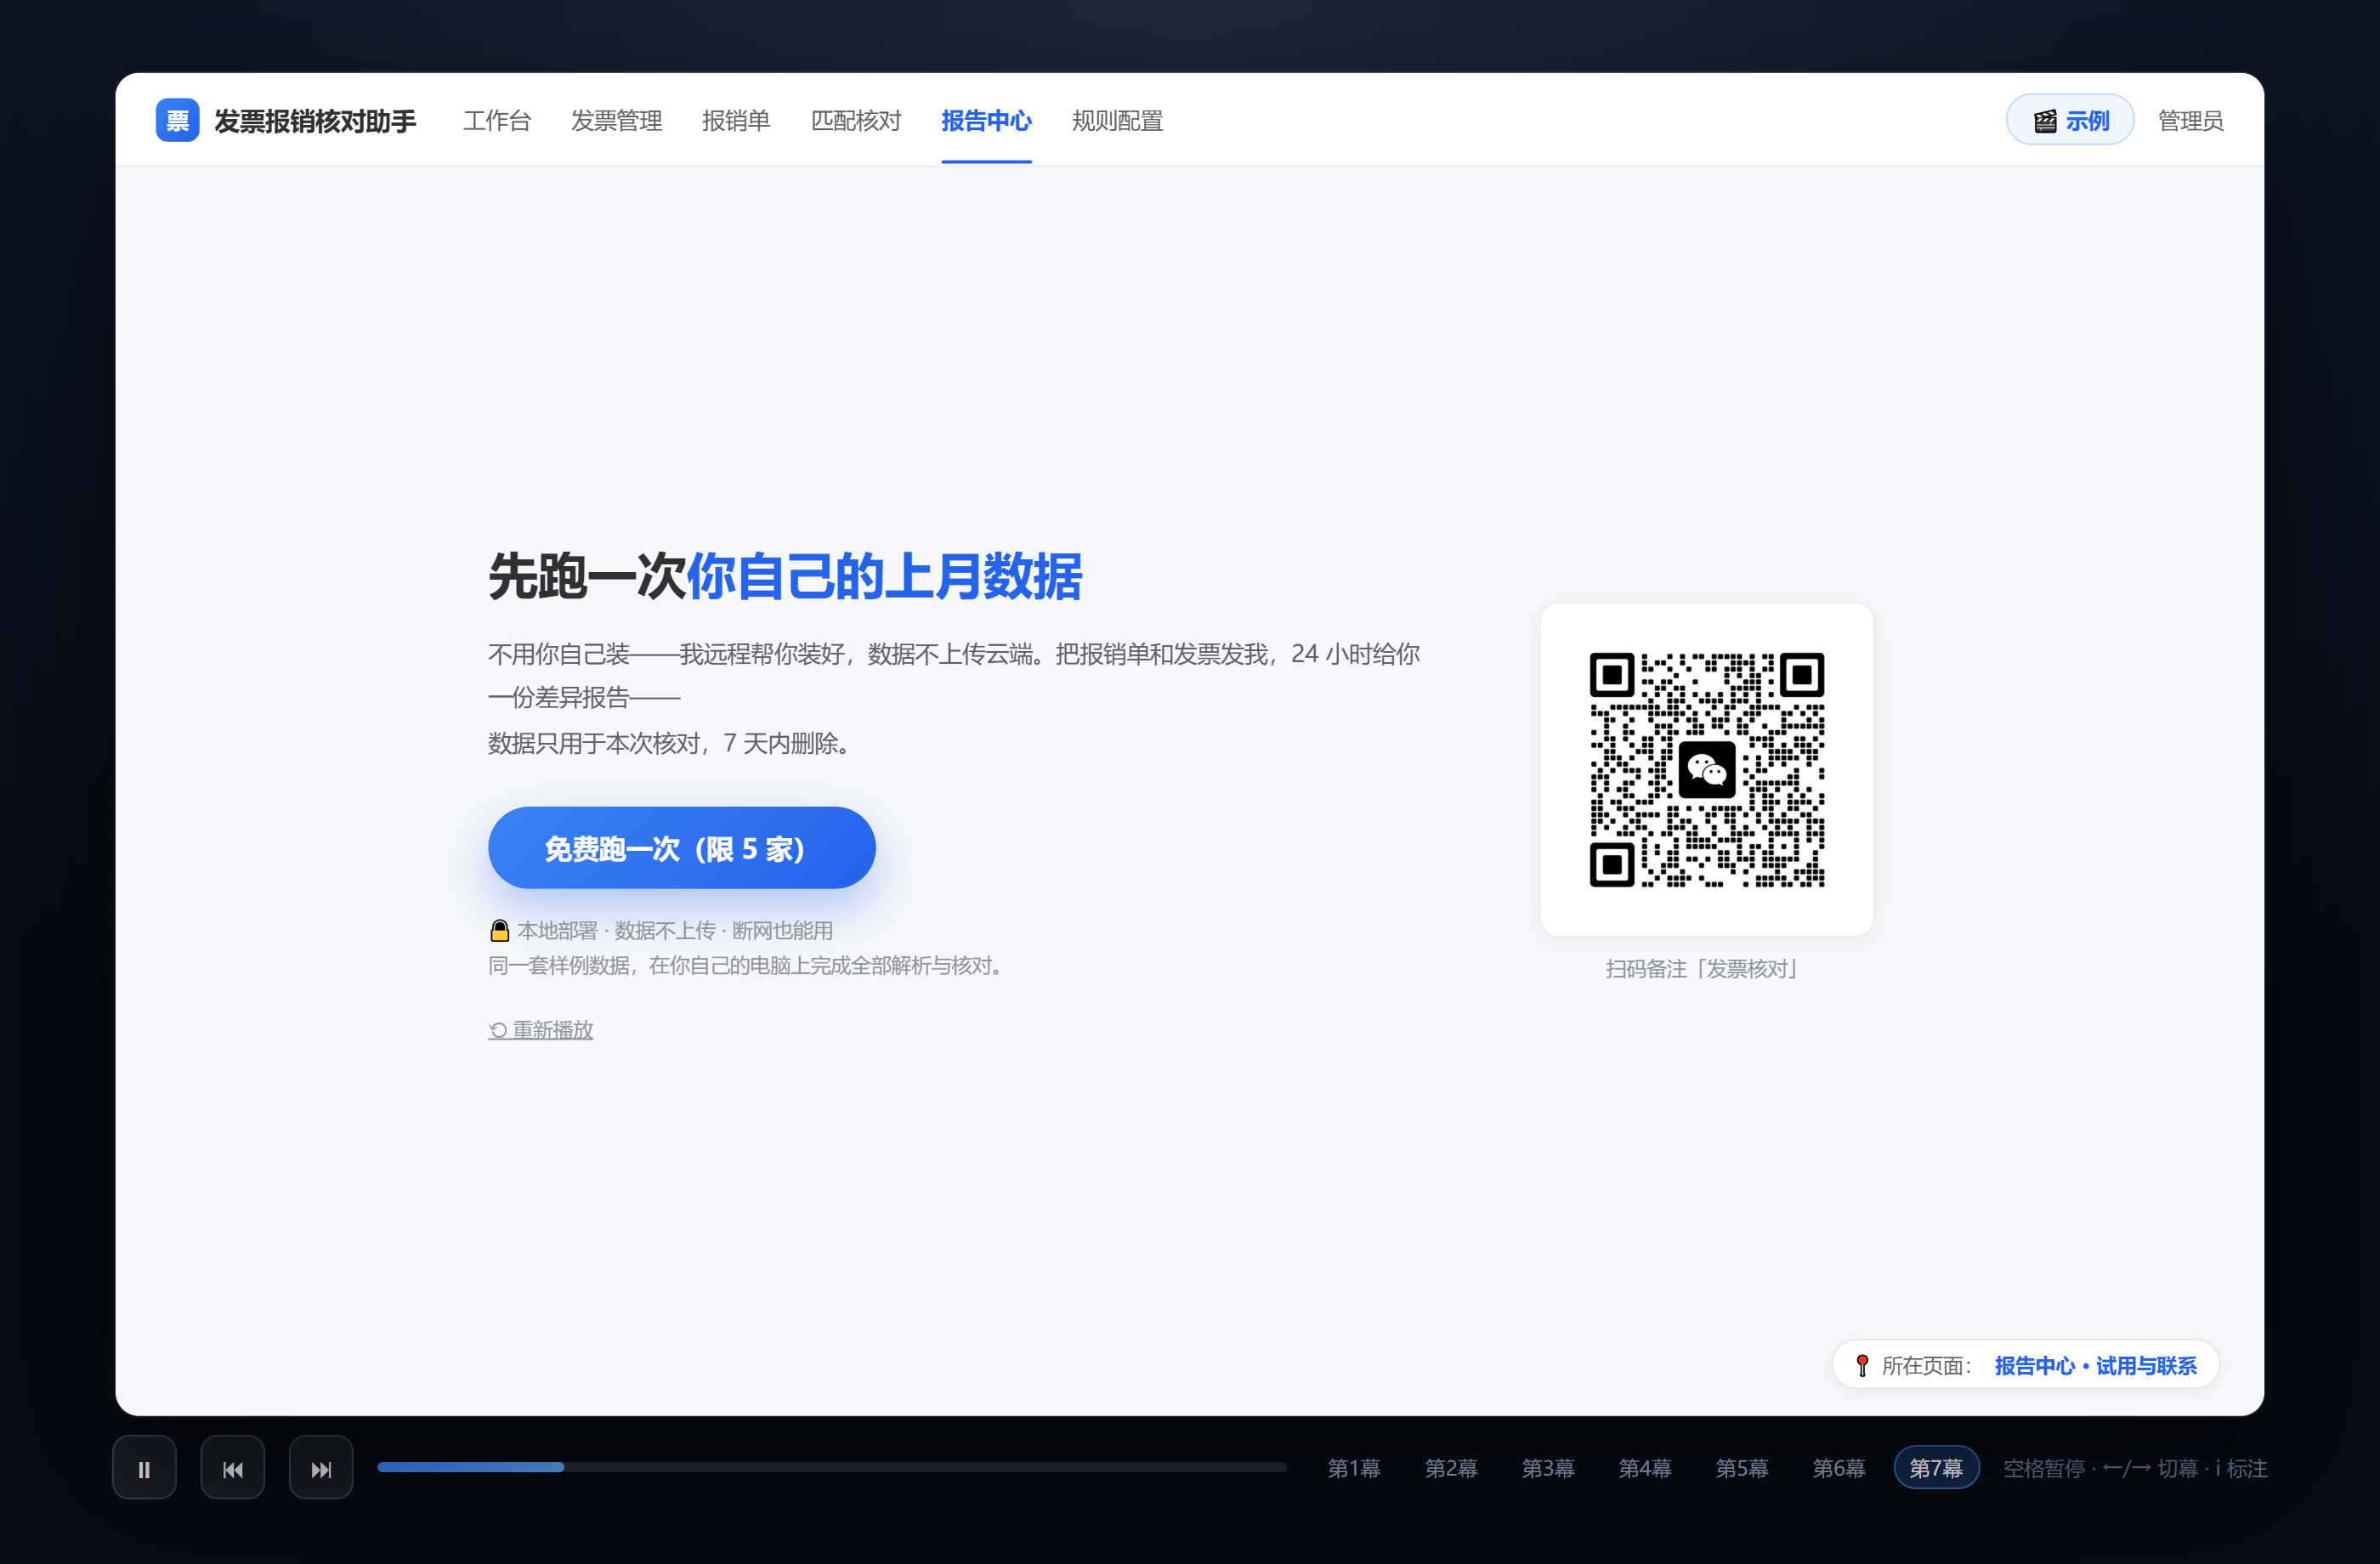 票 发票报销核对助手 工作台 发票管理 报销单 匹配核对 报告中心 规则配置 示例 管理员
先跑一次你自己的上月数据
不用你自己装——我远程帮你装好，数据不上传云端。把报销单和发票发我，24 小时给你
一份差异报告——
数据只用于本次核对，7 天内删除。
免费跑一次（限 5 家）
本地部署 · 数据不上传 · 断网也能用
同一套样例数据，在你自己的电脑上完成全部解析与核对。
重新播放
扫码备注「发票核对」
所在页面： 报告中心 · 试用与联系
第1幕 第2幕 第3幕 第4幕 第5幕 第6幕 第7幕 空格暂停 · ←/→ 切幕 · i 标注